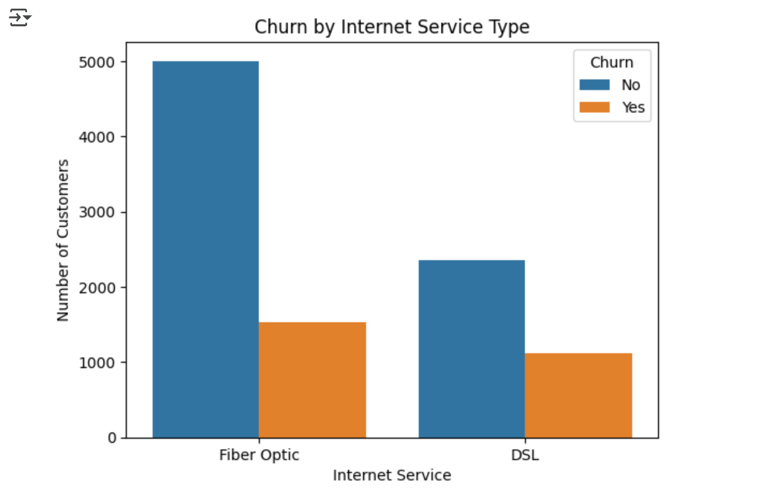 Churn by Internet Service Type
Churn
No
Yes
5000
4000
3000
2000
1000
0
Number of Customers
Fiber Optic
DSL
Internet Service